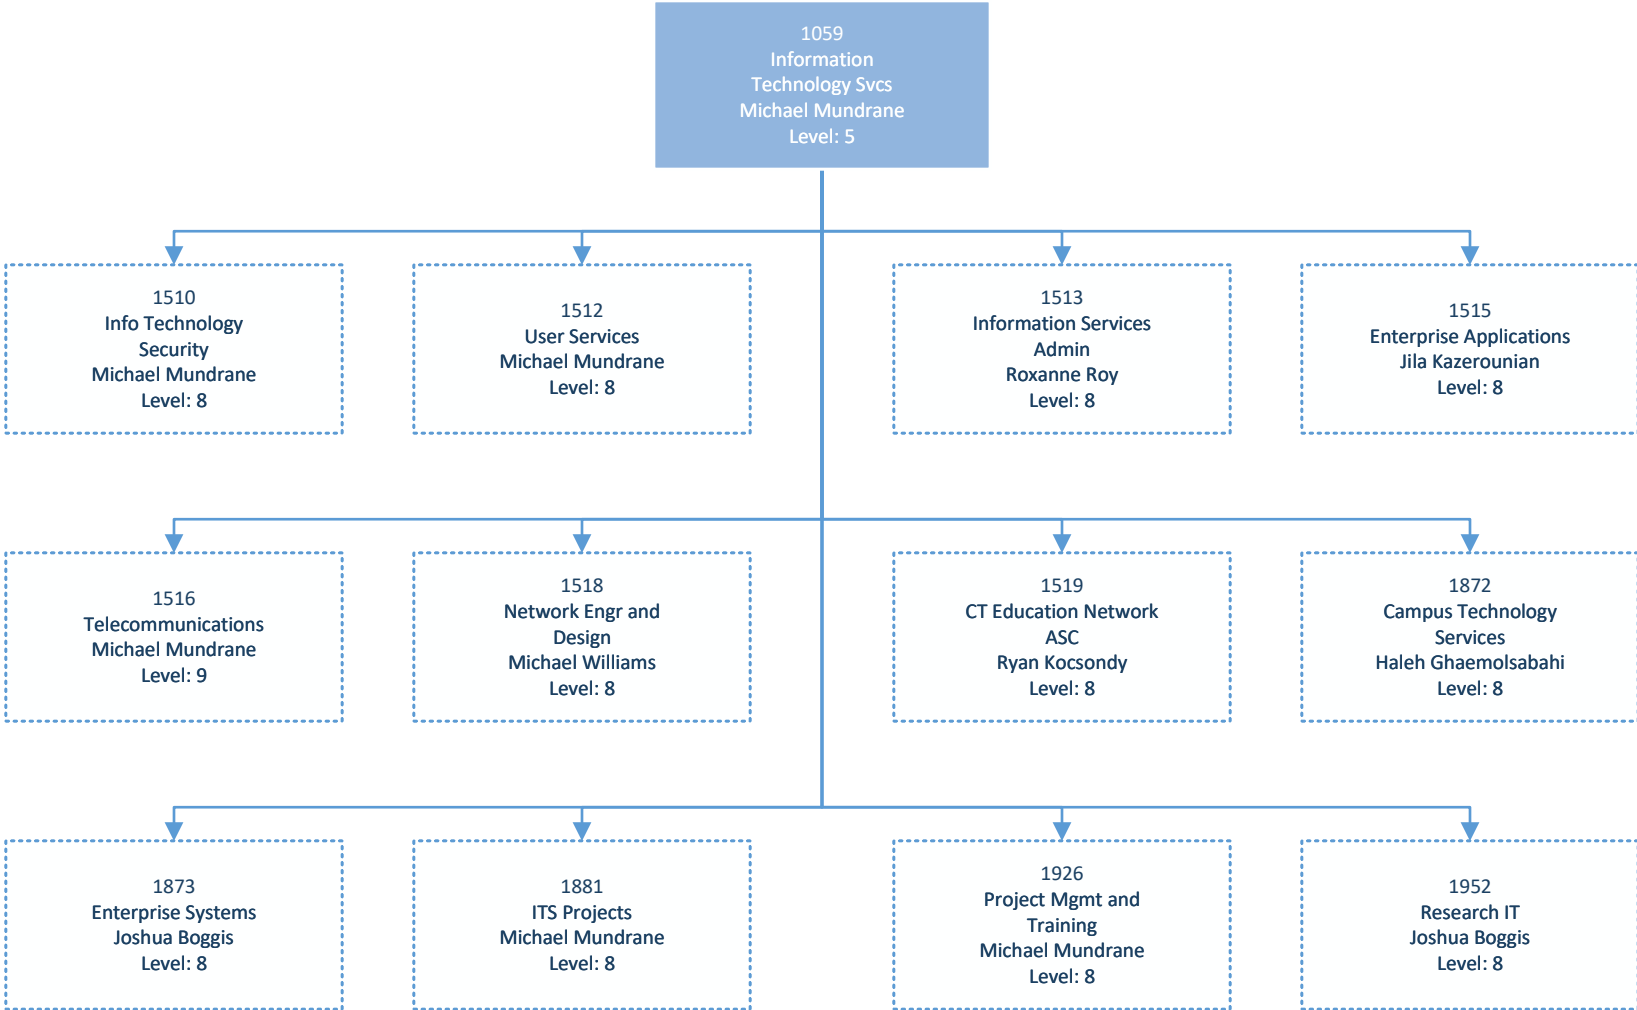 1059
Information
Technology Svcs
Michael Mundrane
Level: 5
1510
Info Technology
Security
Michael Mundrane
Level: 8
1512
User Services
Michael Mundrane
Level: 8
1513
Information Services
Admin
Roxanne Roy
Level: 8
1515
Enterprise Applications
Jila Kazerounian
Level: 8
1516
Telecommunications
Michael Mundrane
Level: 9
1518
Network Engr and
Design
Michael Williams
Level: 8
1519
CT Education Network
ASC
Ryan Kocsondy
Level: 8
1872
Campus Technology
Services
Haleh Ghaemolsabahi
Level: 8
1873
Enterprise Systems
Joshua Boggis
Level: 8
1881
ITS Projects
Michael Mundrane
Level: 8
1926
Project Mgmt and
Training
Michael Mundrane
Level: 8
1952
Research IT
Joshua Boggis
Level: 8